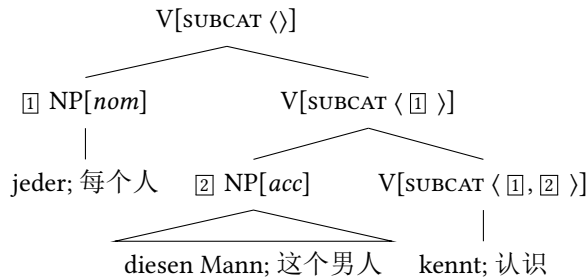 V[SUBCAT ⟨⟩]
[1] NP[nom] V[SUBCAT ⟨ [1] ⟩]
jeder; 每个人 [2] NP[acc] V[SUBCAT ⟨ [1], [2] ⟩]
diesen Mann; 这个男人 kennt; 认识